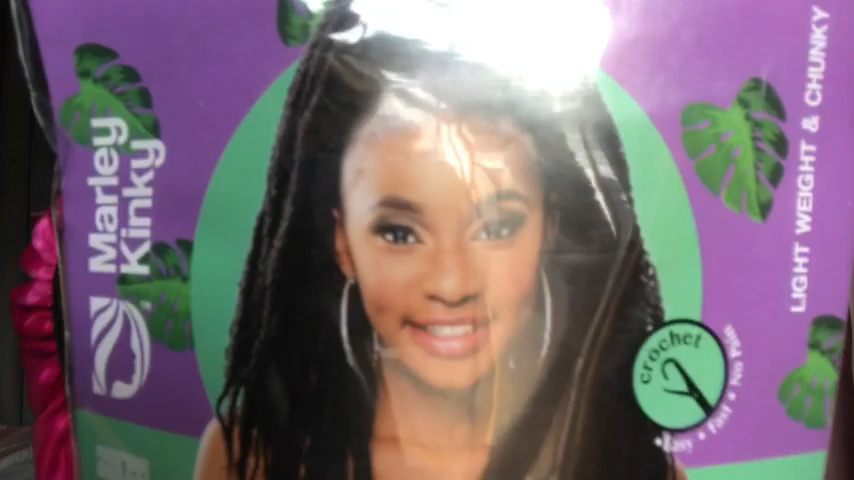 Marley
Kinky
LIGHT WEIGHT & CHUNKY
crochet
•Easy • Fast • No Pain